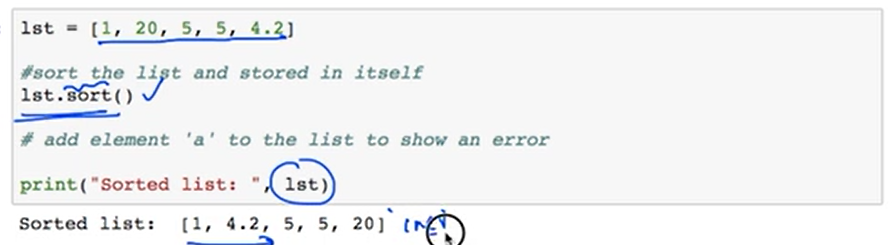 lst = [1, 20, 5, 5, 4.2]
#sort the list and stored in itself
lst.sort()
# add element 'a' to the list to show an error
print("Sorted list: ", lst)
Sorted list:  [1, 4.2, 5, 5, 20]